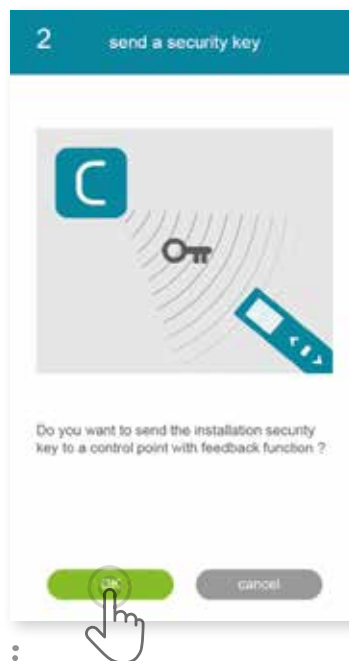 2 send a security key
Do you want to send the installation security
key to a control point with feedback function ?
OK cancel